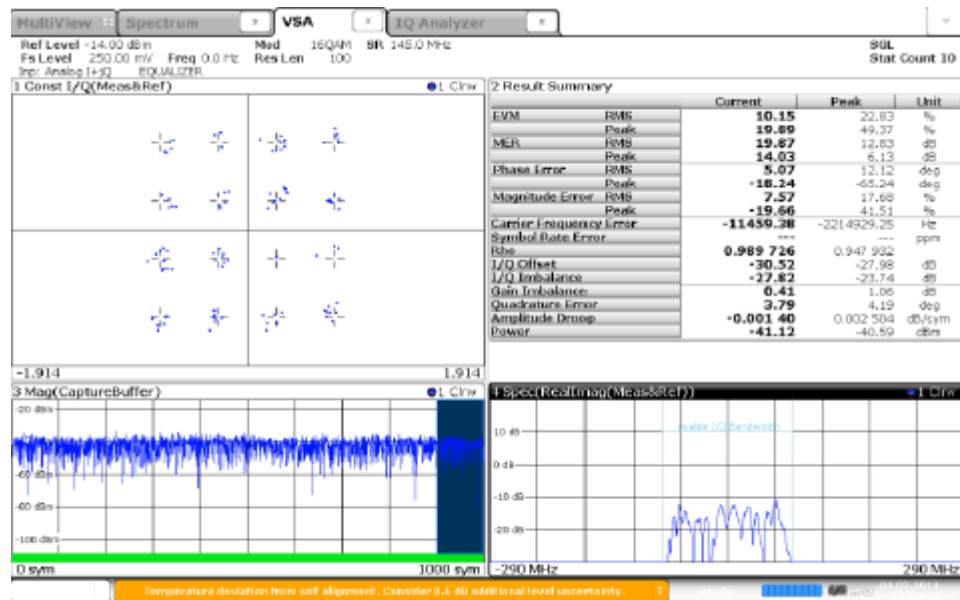 MultiView Spectrum x VSA x IQ Analyzer x
Ref Level -14.00 dBm Mod 16QAM SR 145.0 MHz SGL
Fs Level 250.00 mV Freq 0.0 Hz Res Len 100 Stat Count 10
Inp: Analog I+jQ EQUALIZER
1 Const I/Q(Meas&Ref) 1 Clrw
-1.914 1.914
2 Result Summary
Current Peak Unit
EVM RMS 10.15 22.83 %
Peak 19.89 49.37 %
MER RMS 19.87 12.83 dB
Peak 14.03 6.13 dB
Phase Error RMS 5.07 12.12 deg
Peak -18.24 -65.24 deg
Magnitude Error RMS 7.57 17.68 %
Peak -19.66 41.51 %
Carrier Frequency Error -11459.38 -2214929.25 Hz
Symbol Rate Error --- --- ppm
Rho 0.989 726 0.947 932
I/Q Offset -30.52 -27.98 dB
I/Q Imbalance -27.82 -23.74 dB
Gain Imbalance 0.41 1.06 dB
Quadrature Error 3.79 4.19 deg
Amplitude Droop -0.001 40 0.002 504 dB/sym
Power -41.12 -40.59 dBm
3 Mag(CaptureBuffer) 1 Clrw
-20 dBm
-60 dBm
-80 dBm
-100 dBm
0 sym 1000 sym
4 Spec(RealImag(Meas&Ref)) 1 Clrw
usable I/Q Bandwidth
10 dB
0 dB
-10 dB
-20 dB
-290 MHz 290 MHz
Temperature deviation from self alignment. Consider 0.6 dB additional level uncertainty.